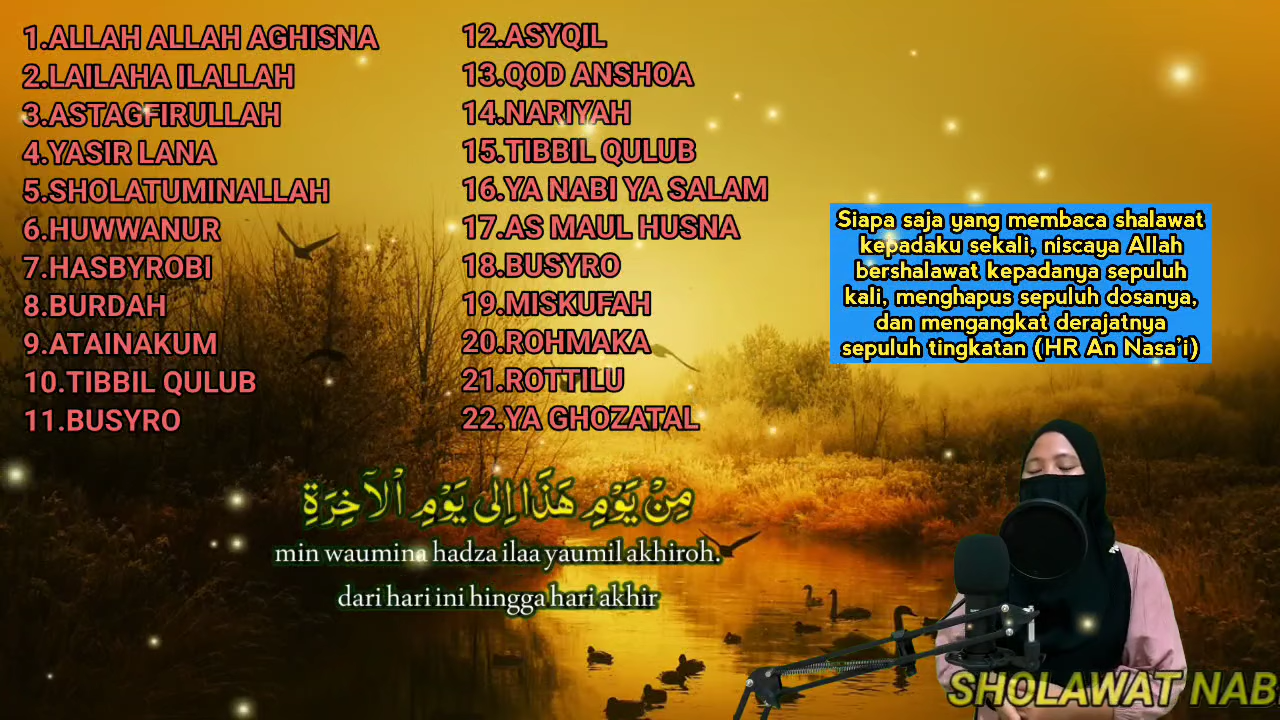 1.ALLAH ALLAH AGHISNA
2.LAILAHA ILALLAH
3.ASTAGFIRULLAH
4.YASIR LANA
5.SHOLATUMINALLAH
6.HUWWANUR
7.HASBYROBI
8.BURDAH
9.ATAINAKUM
10.TIBBIL QULUB
11.BUSYRO
12.ASYQIL
13.QOD ANSHOA
14.NARIYAH
15.TIBBIL QULUB
16.YA NABI YA SALAM
17.AS MAUL HUSNA
18.BUSYRO
19.MISKUFAH
20.ROHMAKA
21.ROTTILU
22.YA GHOZATAL
Siapa saja yang membaca shalawat
kepadaku sekali, niscaya Allah
bershalawat kepadanya sepuluh
kali, menghapus sepuluh dosanya,
dan mengangkat derajatnya
sepuluh tingkatan (HR An Nasa'i)
مِنْ يَوْمِ هَذَا اِلَى يَوْمِ اْلآخِرَةِ
min waumina hadza ilaa yaumil akhiroh.
dari hari ini hingga hari akhir
SHOLAWAT NAB